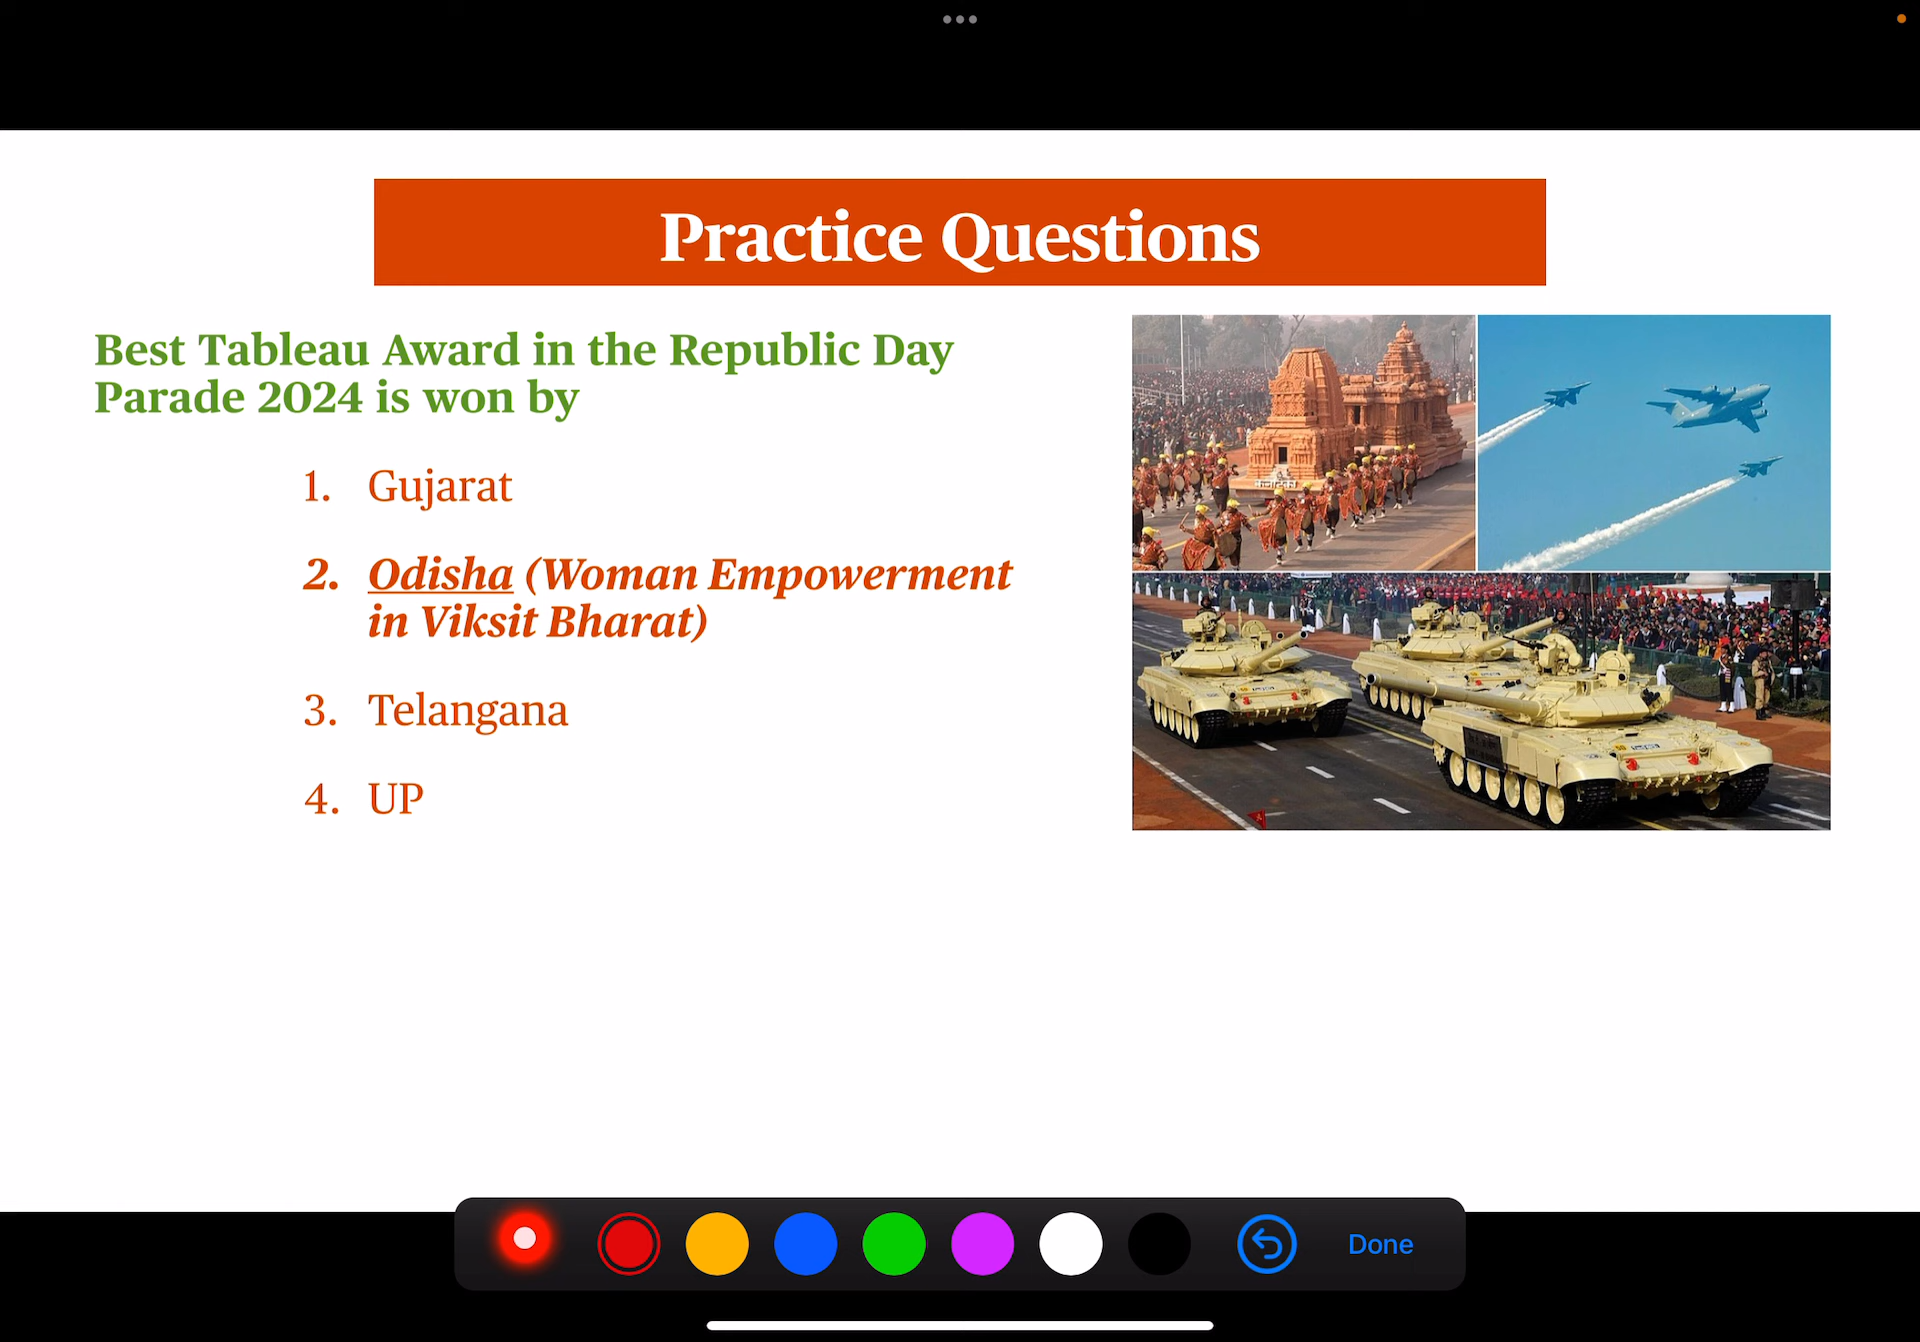 Practice Questions
Best Tableau Award in the Republic Day
Parade 2024 is won by
1. Gujarat
2. Odisha (Woman Empowerment
in Viksit Bharat)
3. Telangana
4. UP
Done